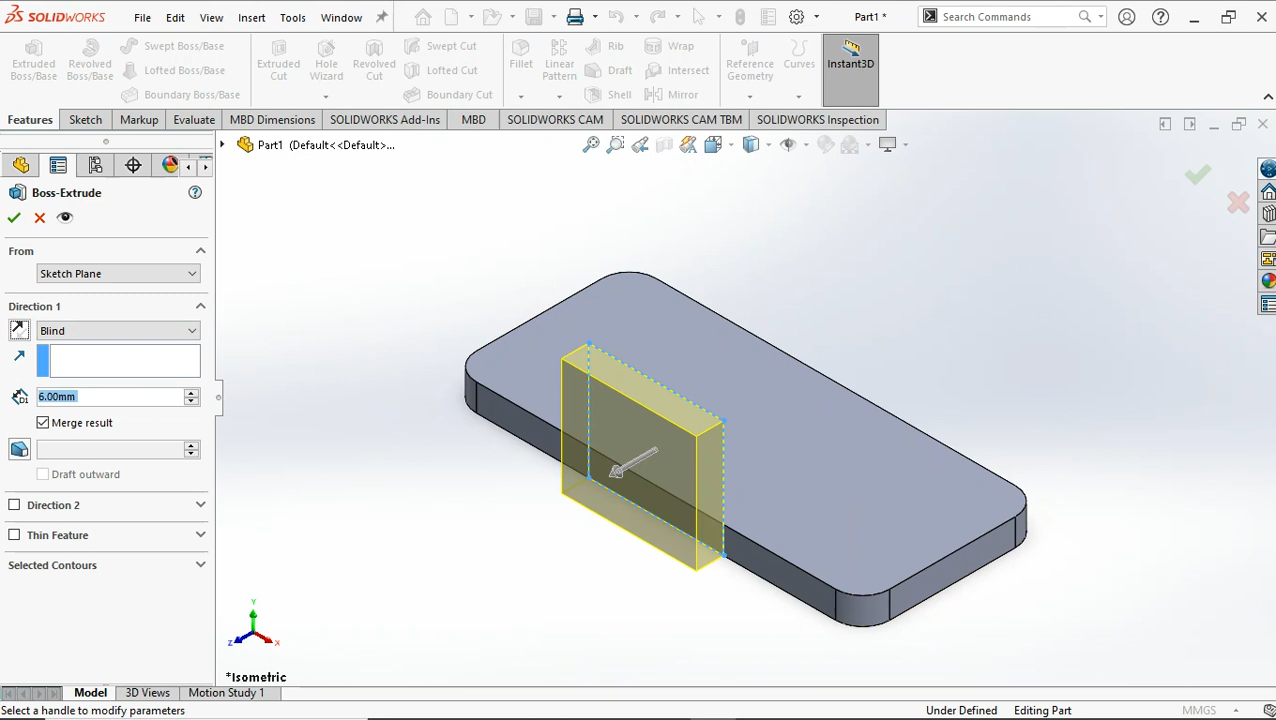 SOLIDWORKS File Edit View Insert Tools Window Part1 * Search Commands
Extruded Boss/Base
Revolved Boss/Base
Swept Boss/Base
Lofted Boss/Base
Boundary Boss/Base
Extruded Cut
Hole Wizard
Revolved Cut
Swept Cut
Lofted Cut
Boundary Cut
Fillet
Linear Pattern
Rib
Draft
Shell
Wrap
Intersect
Mirror
Reference Geometry
Curves
Instant3D
Features Sketch Markup Evaluate MBD Dimensions SOLIDWORKS Add-Ins MBD SOLIDWORKS CAM SOLIDWORKS CAM TBM SOLIDWORKS Inspection
Part1 (Default<<Default>...
Boss-Extrude
From
Sketch Plane
Direction 1
Blind
D1
6.00mm
Merge result
Draft outward
Direction 2
Thin Feature
Selected Contours
Y
Z
X
*Isometric
Model 3D Views Motion Study 1
Select a handle to modify parameters Under Defined Editing Part MMGS